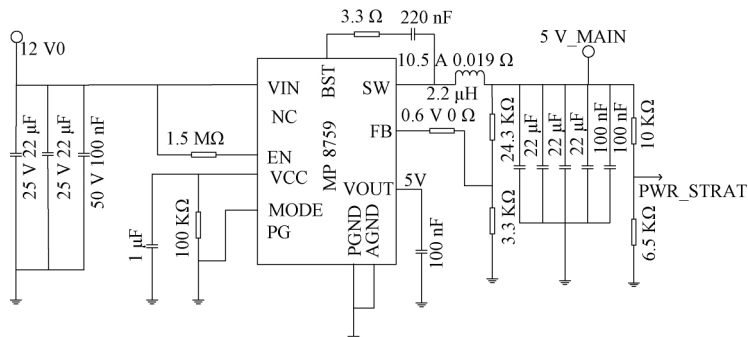 12 V0
25 V 22 μF
25 V 22 μF
50 V 100 nF
1.5 MΩ
1 μF
100 KΩ
3.3 Ω
220 nF
VIN
NC
EN
VCC
MODE
PG
BST
MP 8759
SW
FB
VOUT
PGND
AGND
10.5 A 0.019 Ω
2.2 μH
0.6 V 0 Ω
5V
100 nF
24.3 KΩ
3.3 KΩ
5 V_MAIN
22 μF
22 μF
22 μF
100 nF
100 nF
10 KΩ
PWR_STRAT
6.5 KΩ